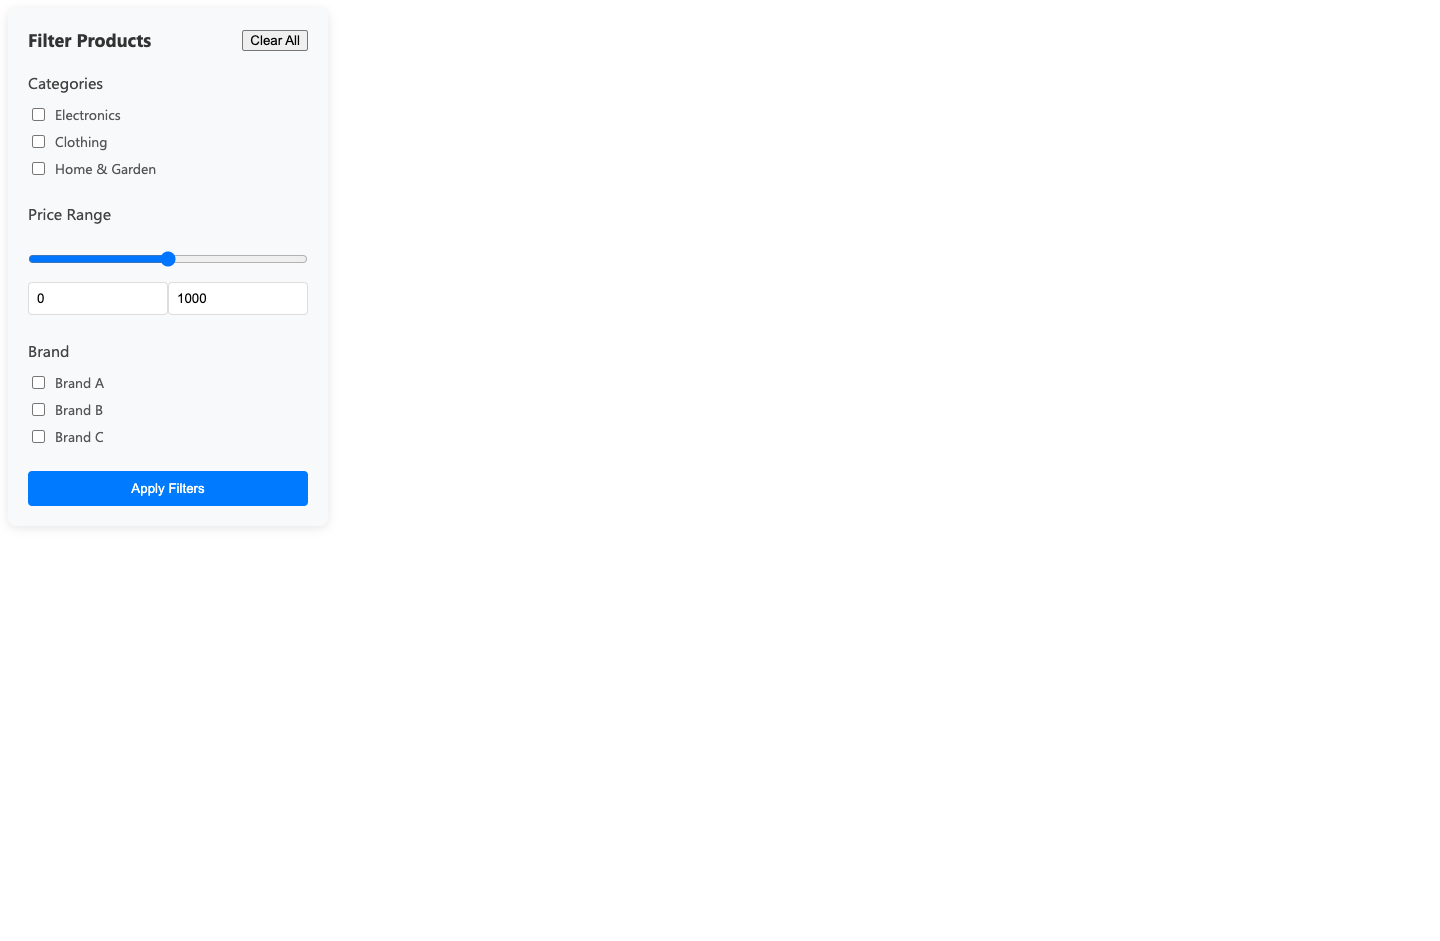 Filter Products
Clear All
Categories
Electronics
Clothing
Home & Garden
Price Range
0
1000
Brand
Brand A
Brand B
Brand C
Apply Filters